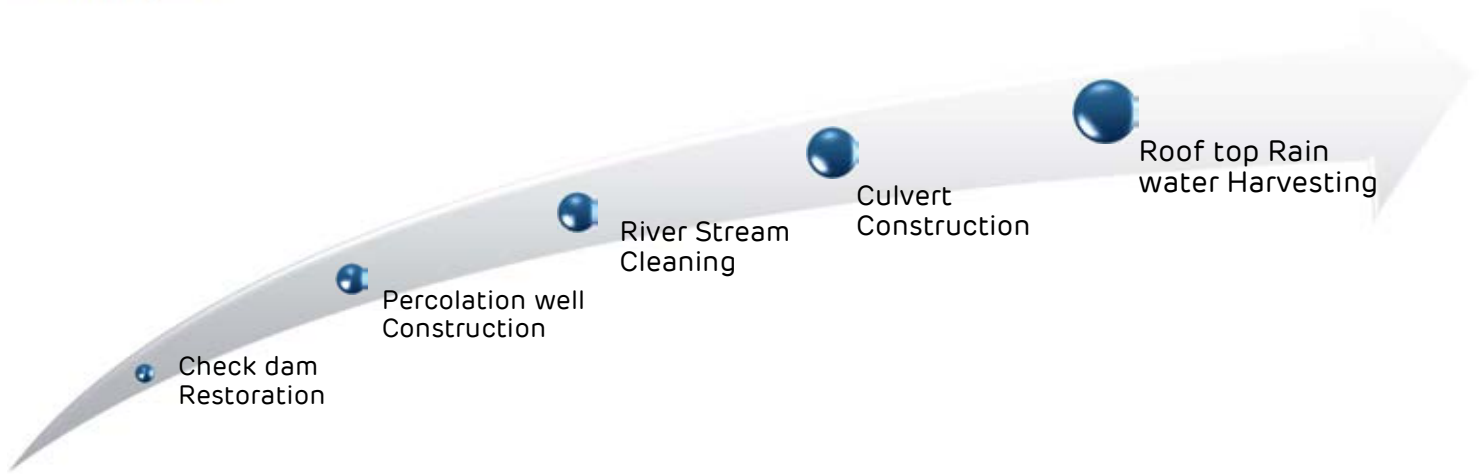 Check dam
Restoration
Percolation well
Construction
River Stream
Cleaning
Culvert
Construction
Roof top Rain
water Harvesting